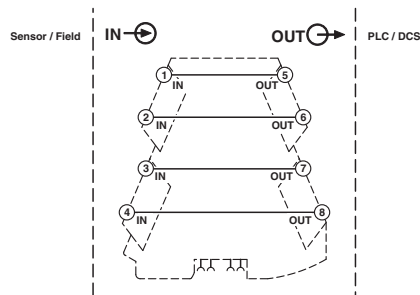 Sensor / Field IN OUT PLC / DCS
1 5
IN OUT
2 6
IN OUT
3 7
IN OUT
4 IN OUT 8